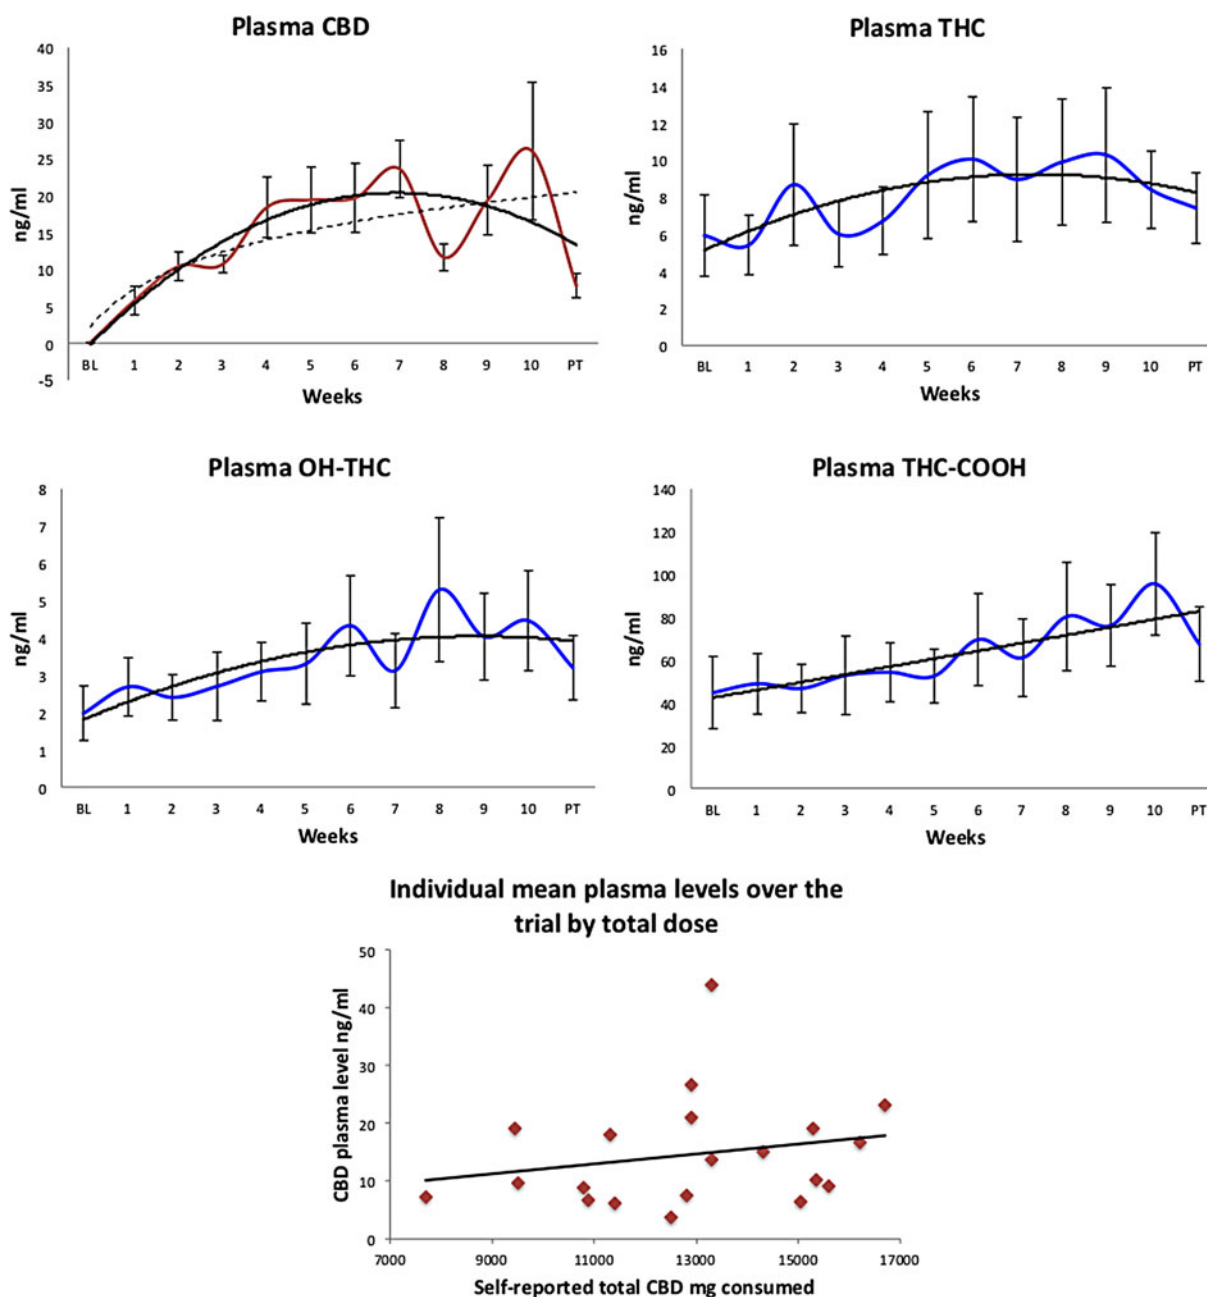 Plasma CBD
40
35
30
25
20
15
10
5
0
-5
ng/ml
BL 1 2 3 4 5 6 7 8 9 10 PT
Weeks
Plasma THC
16
14
12
10
8
6
4
2
0
ng/ml
BL 1 2 3 4 5 6 7 8 9 10 PT
Weeks
Plasma OH-THC
8
7
6
5
4
3
2
1
0
ng/ml
BL 1 2 3 4 5 6 7 8 9 10 PT
Weeks
Plasma THC-COOH
140
120
100
80
60
40
20
0
ng/ml
BL 1 2 3 4 5 6 7 8 9 10 PT
Weeks
Individual mean plasma levels over the
trial by total dose
50
40
30
20
10
0
CBD plasma level ng/ml
7000 9000 11000 13000 15000 17000
Self-reported total CBD mg consumed